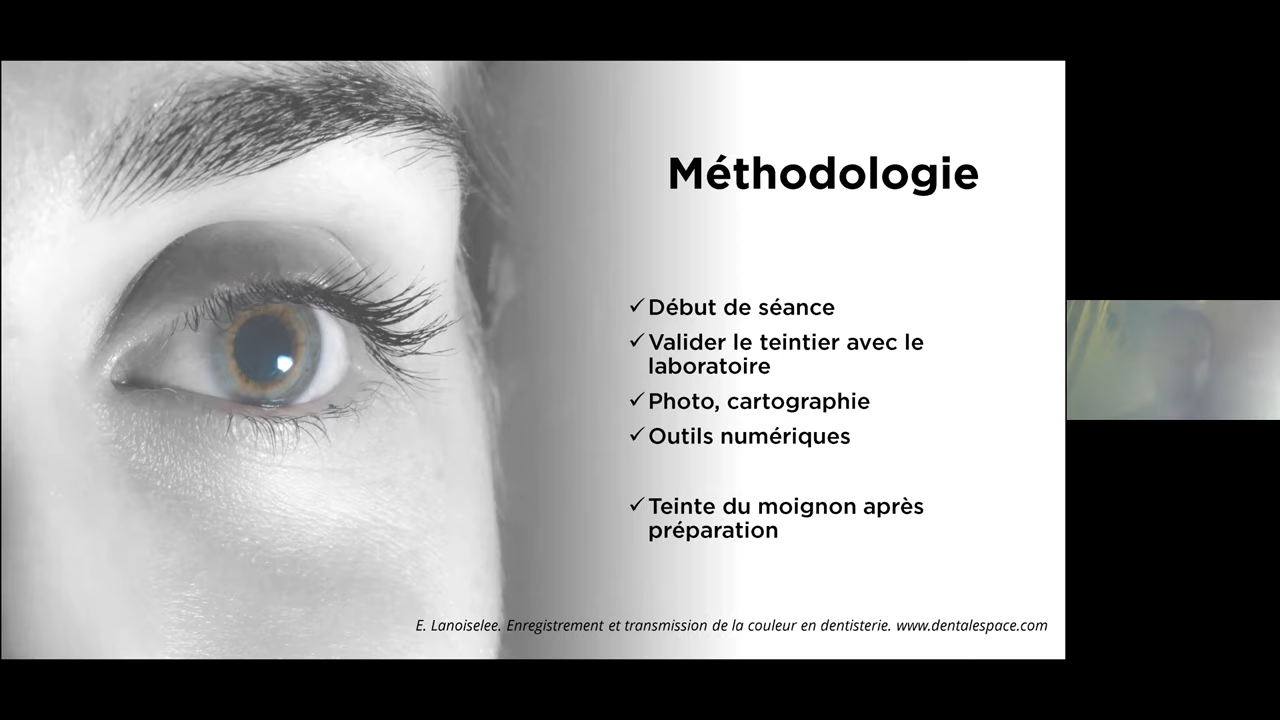 Méthodologie
✓Début de séance
✓Valider le teintier avec le
laboratoire
✓Photo, cartographie
✓Outils numériques
✓Teinte du moignon après
préparation
E. Lanoiselee. Enregistrement et transmission de la couleur en dentisterie. www.dentalespace.com